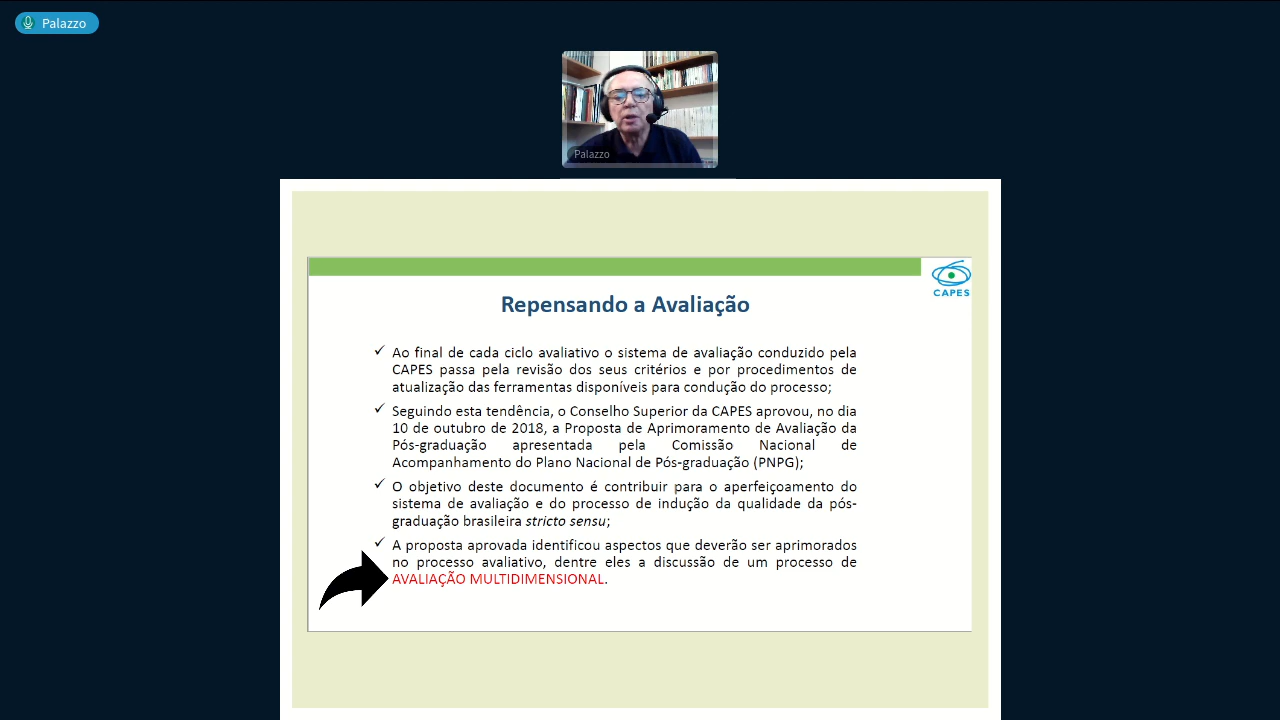 Palazzo
Palazzo
CAPES
Repensando a Avaliação
✓ Ao final de cada ciclo avaliativo o sistema de avaliação conduzido pela
CAPES passa pela revisão dos seus critérios e por procedimentos de
atualização das ferramentas disponíveis para condução do processo;
✓ Seguindo esta tendência, o Conselho Superior da CAPES aprovou, no dia
10 de outubro de 2018, a Proposta de Aprimoramento de Avaliação da
Pós-graduação apresentada pela Comissão Nacional de
Acompanhamento do Plano Nacional de Pós-graduação (PNPG);
✓ O objetivo deste documento é contribuir para o aperfeiçoamento do
sistema de avaliação e do processo de indução da qualidade da pós-
graduação brasileira stricto sensu;
✓ A proposta aprovada identificou aspectos que deverão ser aprimorados
no processo avaliativo, dentre eles a discussão de um processo de
AVALIAÇÃO MULTIDIMENSIONAL.